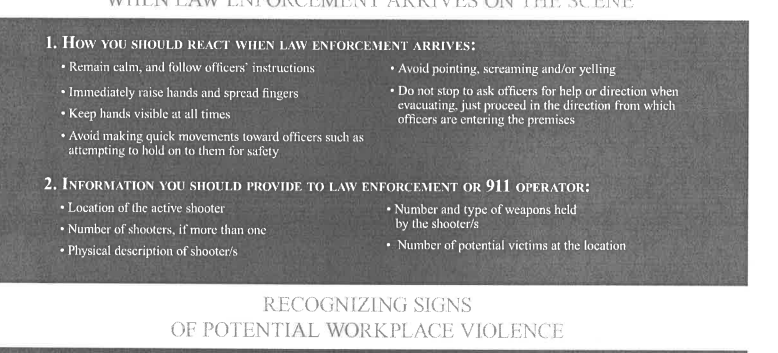 WHEN LAW ENFORCEMENT ARRIVES ON THE SCENE
1. HOW YOU SHOULD REACT WHEN LAW ENFORCEMENT ARRIVES:
• Remain calm, and follow officers' instructions
• Immediately raise hands and spread fingers
• Keep hands visible at all times
• Avoid making quick movements toward officers such as
attempting to hold on to them for safety
• Avoid pointing, screaming and/or yelling
• Do not stop to ask officers for help or direction when
evacuating, just proceed in the direction from which
officers are entering the premises
2. INFORMATION YOU SHOULD PROVIDE TO LAW ENFORCEMENT OR 911 OPERATOR:
• Location of the active shooter
• Number of shooters, if more than one
• Physical description of shooter/s
• Number and type of weapons held
by the shooter/s
• Number of potential victims at the location
RECOGNIZING SIGNS
OF POTENTIAL WORKPLACE VIOLENCE